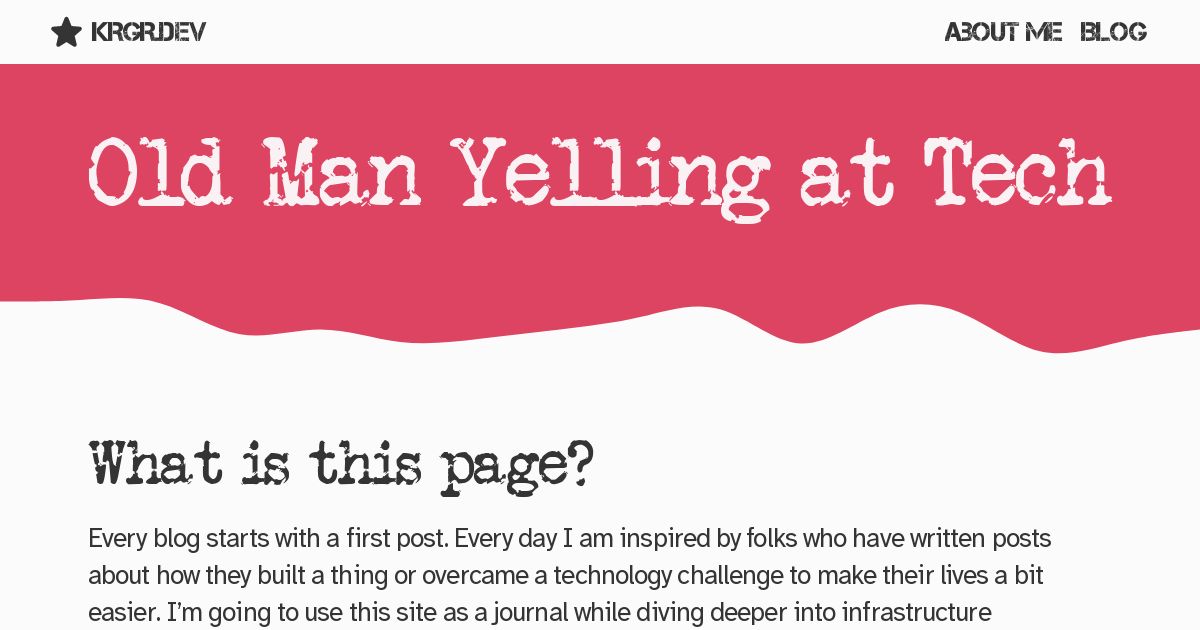 KRGR.DEV
ABOUT ME BLOG
Old Man Yelling at Tech
What is this page?
Every blog starts with a first post. Every day I am inspired by folks who have written posts
about how they built a thing or overcame a technology challenge to make their lives a bit
easier. I’m going to use this site as a journal while diving deeper into infrastructure